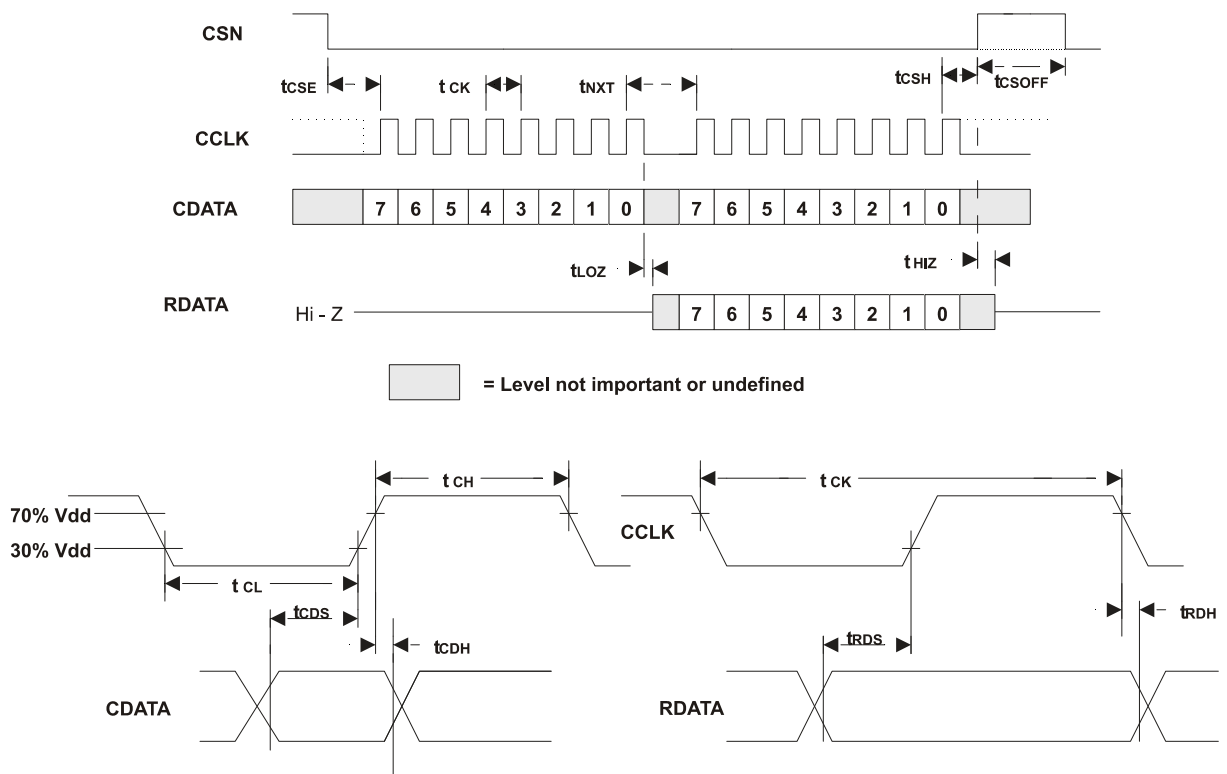 CSN
tCSE tCK tNXT tCSH tCSOFF
CCLK
CDATA 7 6 5 4 3 2 1 0 7 6 5 4 3 2 1 0
tLOZ tHIZ
RDATA Hi - Z 7 6 5 4 3 2 1 0
= Level not important or undefined
tCH tCK
70% Vdd
30% Vdd
CCLK
tCL
tCDS
tCDH tRDS tRDH
CDATA RDATA